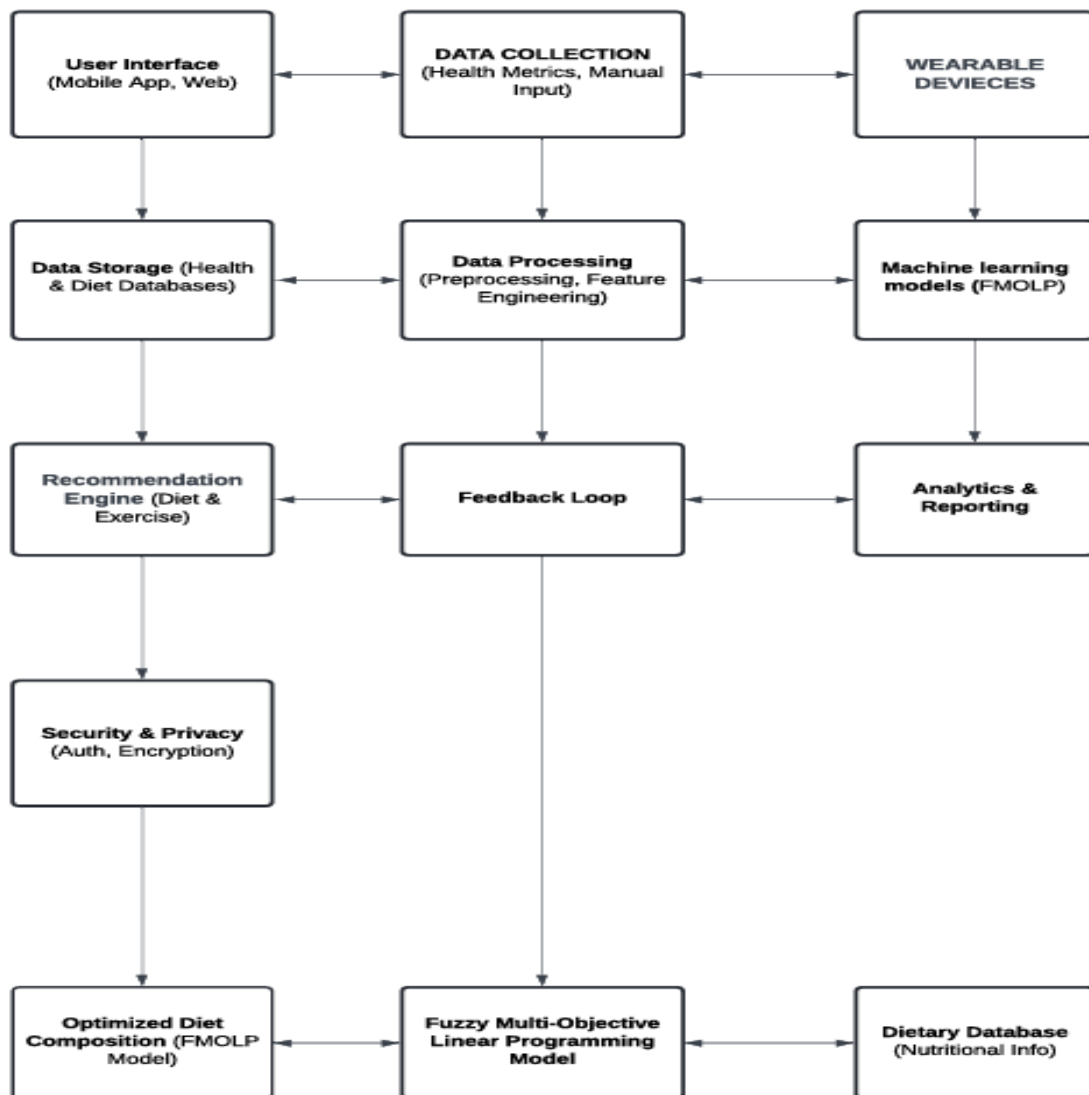 User Interface
(Mobile App, Web)
DATA COLLECTION
(Health Metrics, Manual
Input)
WEARABLE
DEVIECES
Data Storage (Health
& Diet Databases)
Data Processing
(Preprocessing, Feature
Engineering)
Machine learning
models (FMOLP)
Recommendation
Engine (Diet &
Exercise)
Feedback Loop
Analytics &
Reporting
Security & Privacy
(Auth, Encryption)
Optimized Diet
Composition (FMOLP
Model)
Fuzzy Multi-Objective
Linear Programming
Model
Dietary Database
(Nutritional Info)